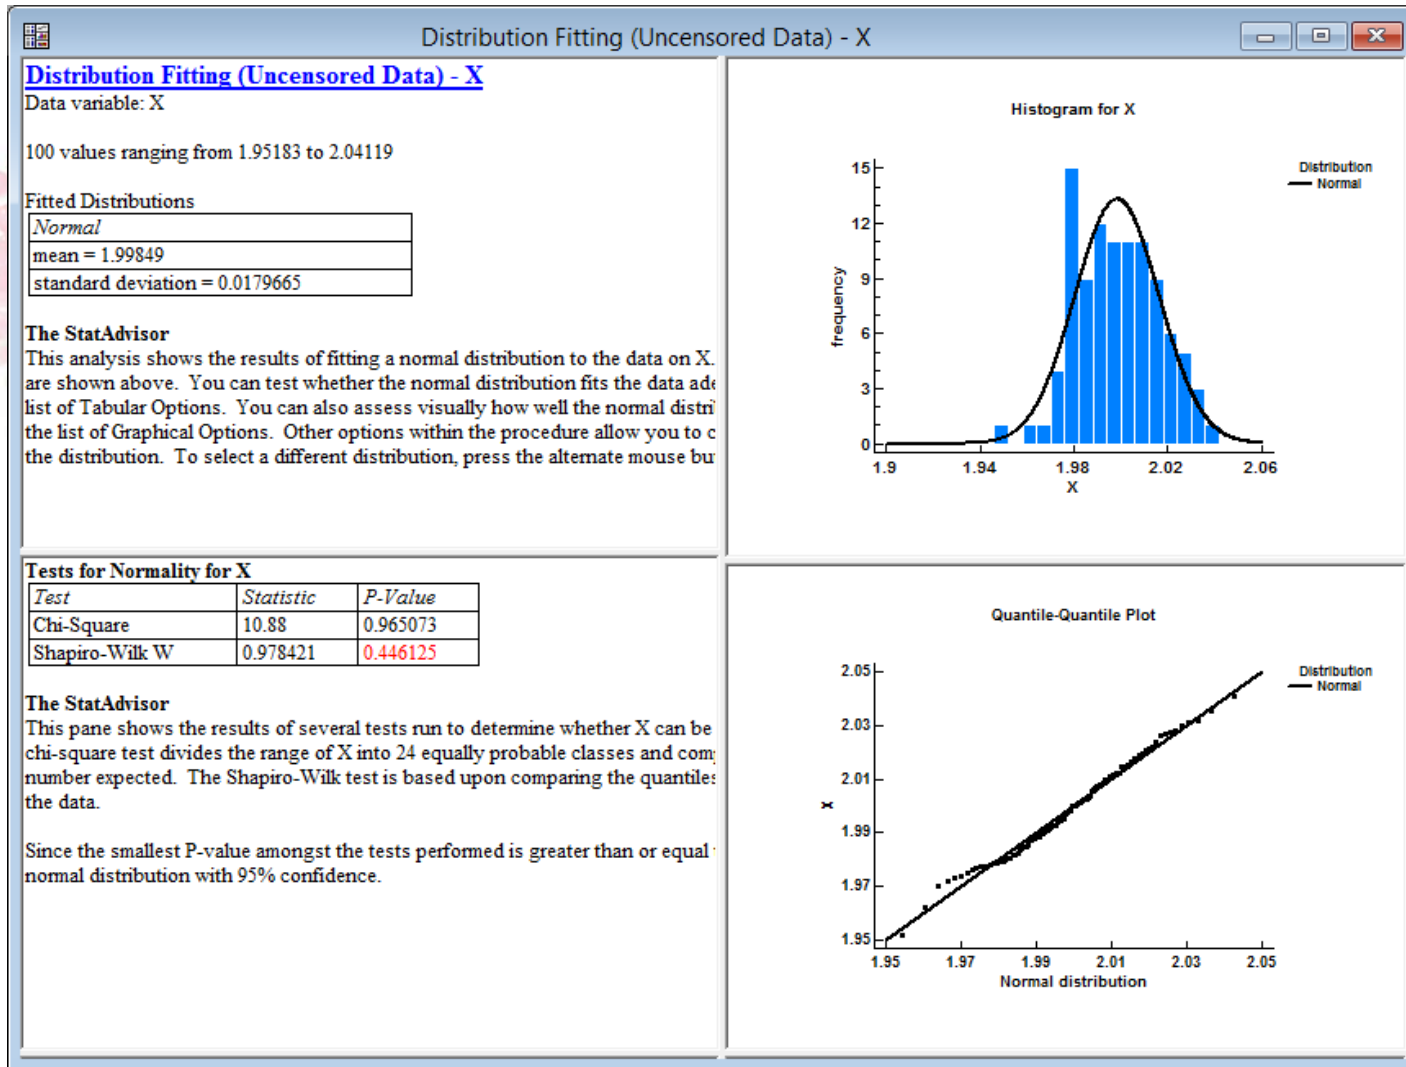 Distribution Fitting (Uncensored Data) - X
Distribution Fitting (Uncensored Data) - X
Data variable: X
100 values ranging from 1.95183 to 2.04119
Fitted Distributions
Normal
mean = 1.99849
standard deviation = 0.0179665
The StatAdvisor
This analysis shows the results of fitting a normal distribution to the data on X.
are shown above.  You can test whether the normal distribution fits the data ade
list of Tabular Options.  You can also assess visually how well the normal distri
the list of Graphical Options.  Other options within the procedure allow you to c
the distribution.  To select a different distribution, press the alternate mouse bu
Histogram for X
Distribution
Normal
frequency
15
12
9
6
3
0
1.9 1.94 1.98 2.02 2.06
X
Tests for Normality for X
Test Statistic P-Value
Chi-Square 10.88 0.965073
Shapiro-Wilk W 0.978421 0.446125
The StatAdvisor
This pane shows the results of several tests run to determine whether X can be
chi-square test divides the range of X into 24 equally probable classes and com
number expected.  The Shapiro-Wilk test is based upon comparing the quantiles
the data.
Since the smallest P-value amongst the tests performed is greater than or equal
normal distribution with 95% confidence.
Quantile-Quantile Plot
Distribution
Normal
X
2.05
2.03
2.01
1.99
1.97
1.95
1.95 1.97 1.99 2.01 2.03 2.05
Normal distribution